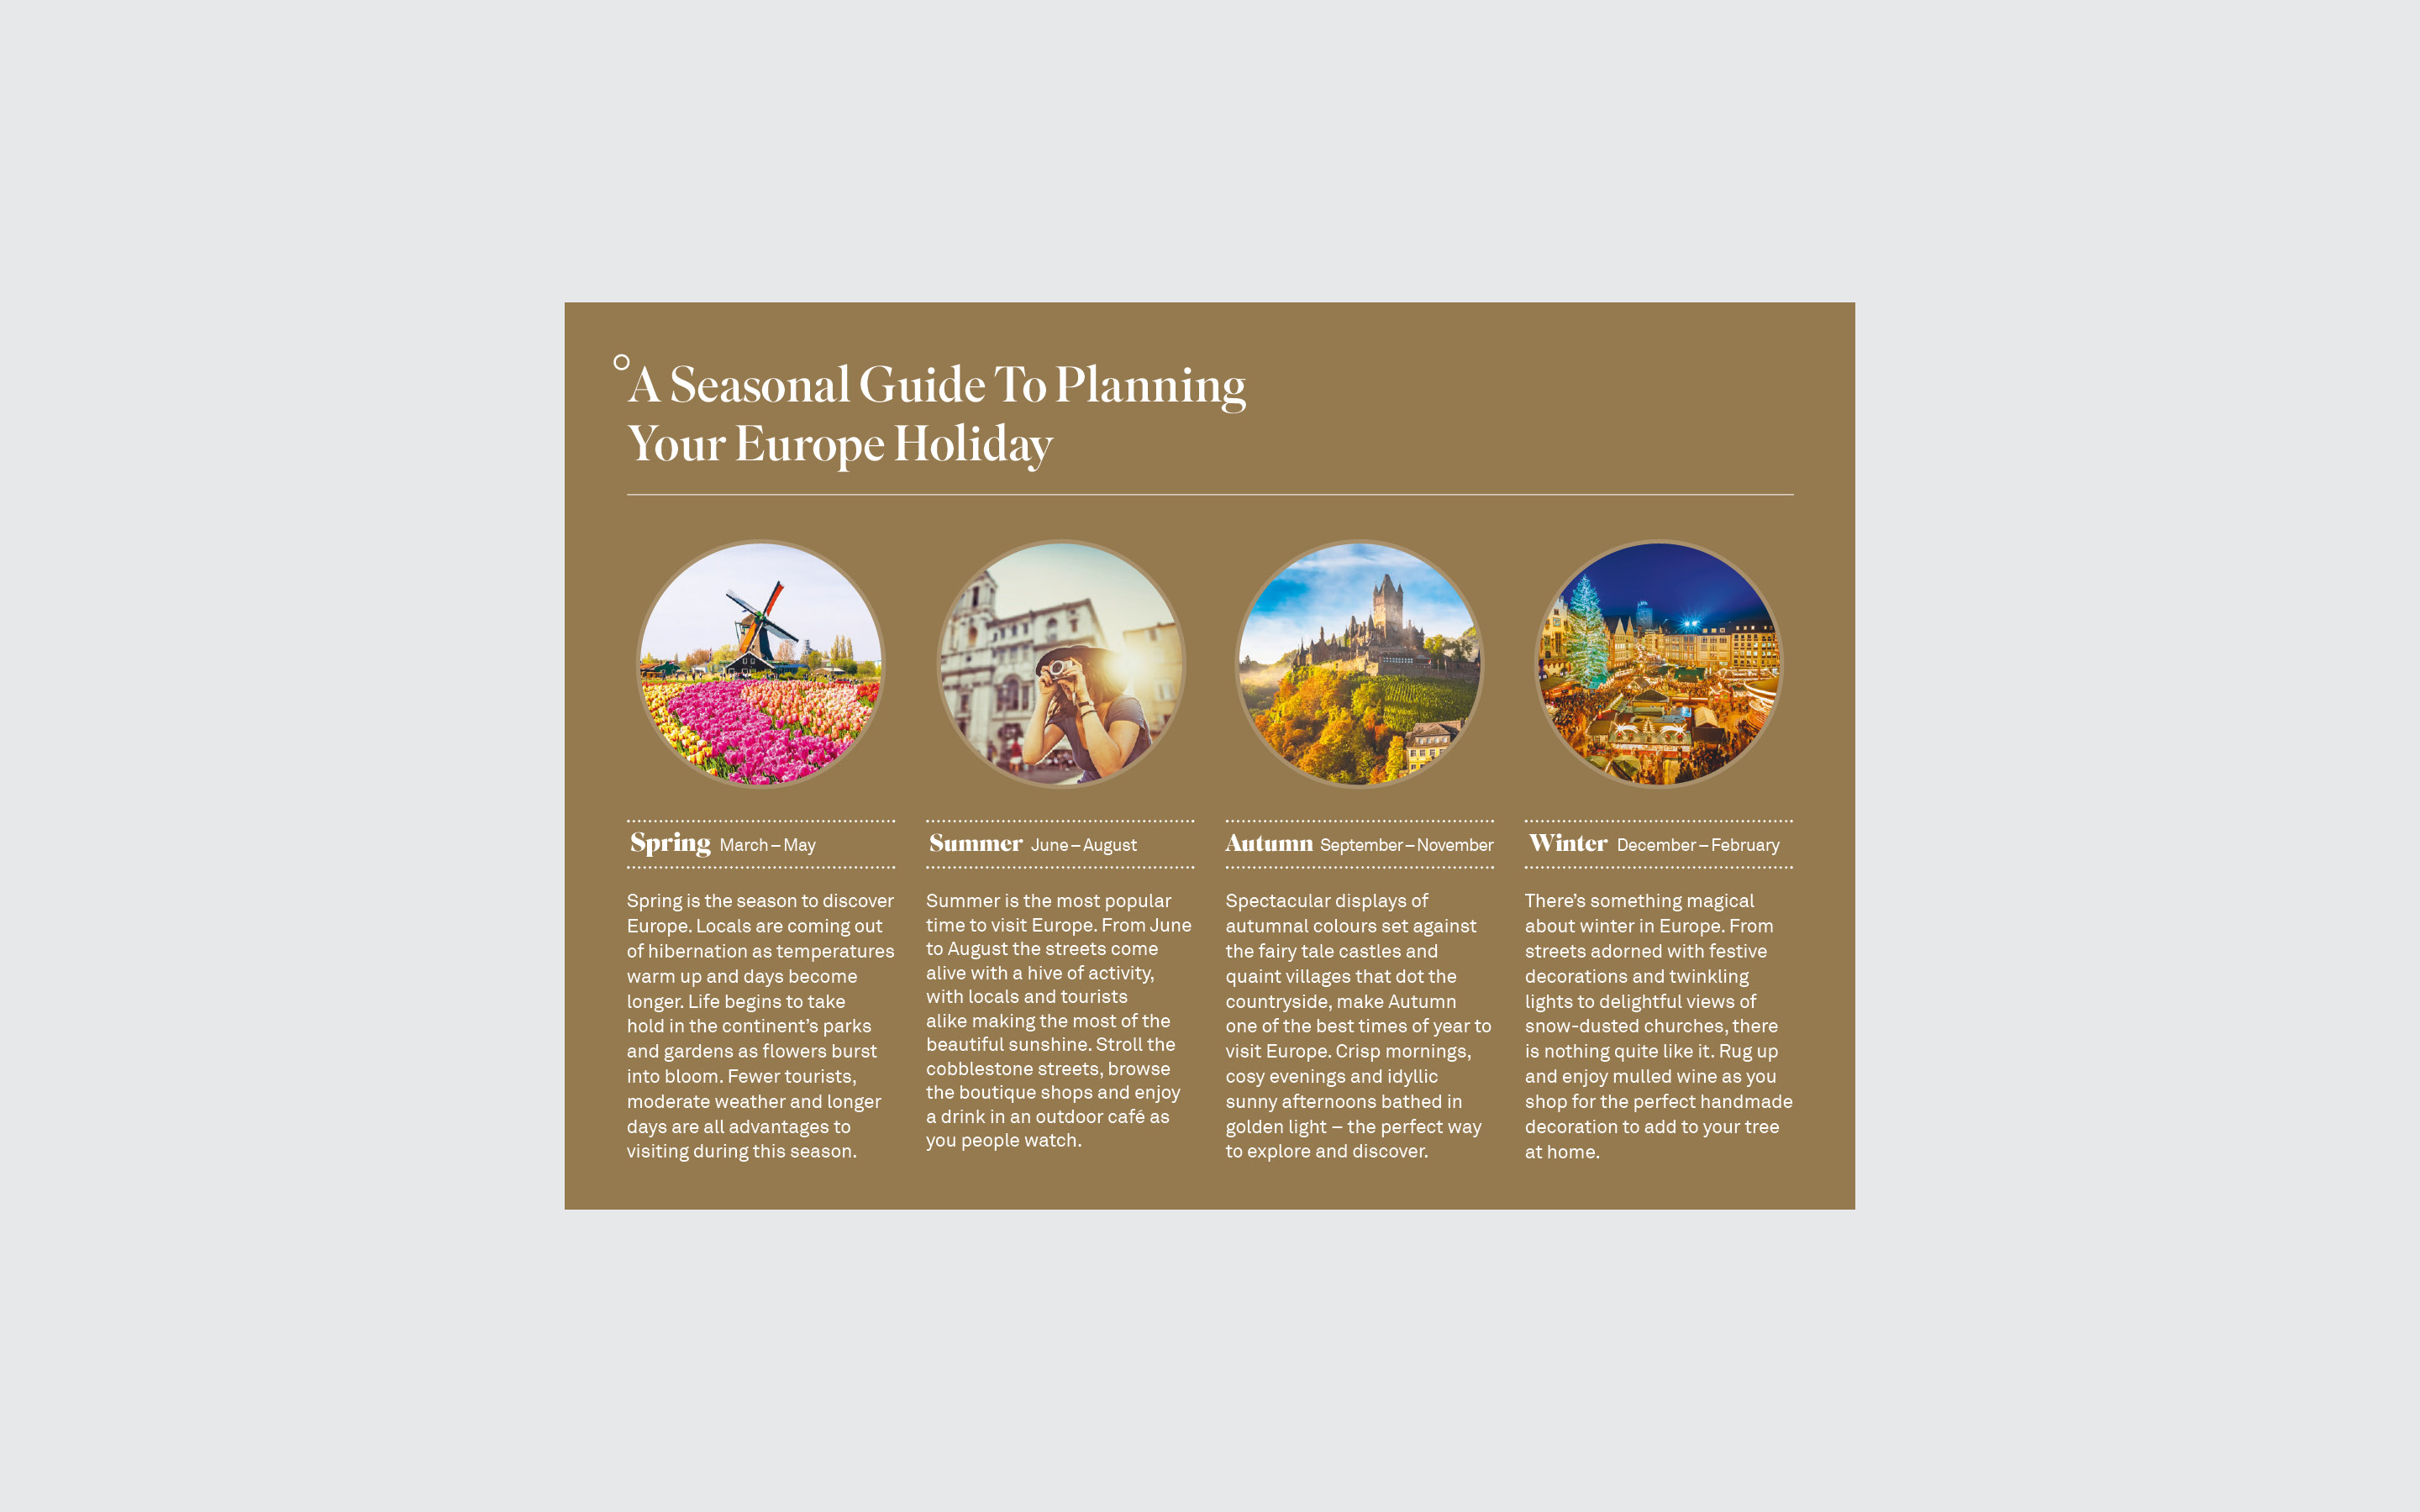 A Seasonal Guide To Planning
Your Europe Holiday
Spring March – May
Spring is the season to discover
Europe. Locals are coming out
of hibernation as temperatures
warm up and days become
longer. Life begins to take
hold in the continent’s parks
and gardens as flowers burst
into bloom. Fewer tourists,
moderate weather and longer
days are all advantages to
visiting during this season.
Summer June – August
Summer is the most popular
time to visit Europe. From June
to August the streets come
alive with a hive of activity,
with locals and tourists
alike making the most of the
beautiful sunshine. Stroll the
cobblestone streets, browse
the boutique shops and enjoy
a drink in an outdoor café as
you people watch.
Autumn September – November
Spectacular displays of
autumnal colours set against
the fairy tale castles and
quaint villages that dot the
countryside, make Autumn
one of the best times of year to
visit Europe. Crisp mornings,
cosy evenings and idyllic
sunny afternoons bathed in
golden light – the perfect way
to explore and discover.
Winter December – February
There’s something magical
about winter in Europe. From
streets adorned with festive
decorations and twinkling
lights to delightful views of
snow-dusted churches, there
is nothing quite like it. Rug up
and enjoy mulled wine as you
shop for the perfect handmade
decoration to add to your tree
at home.